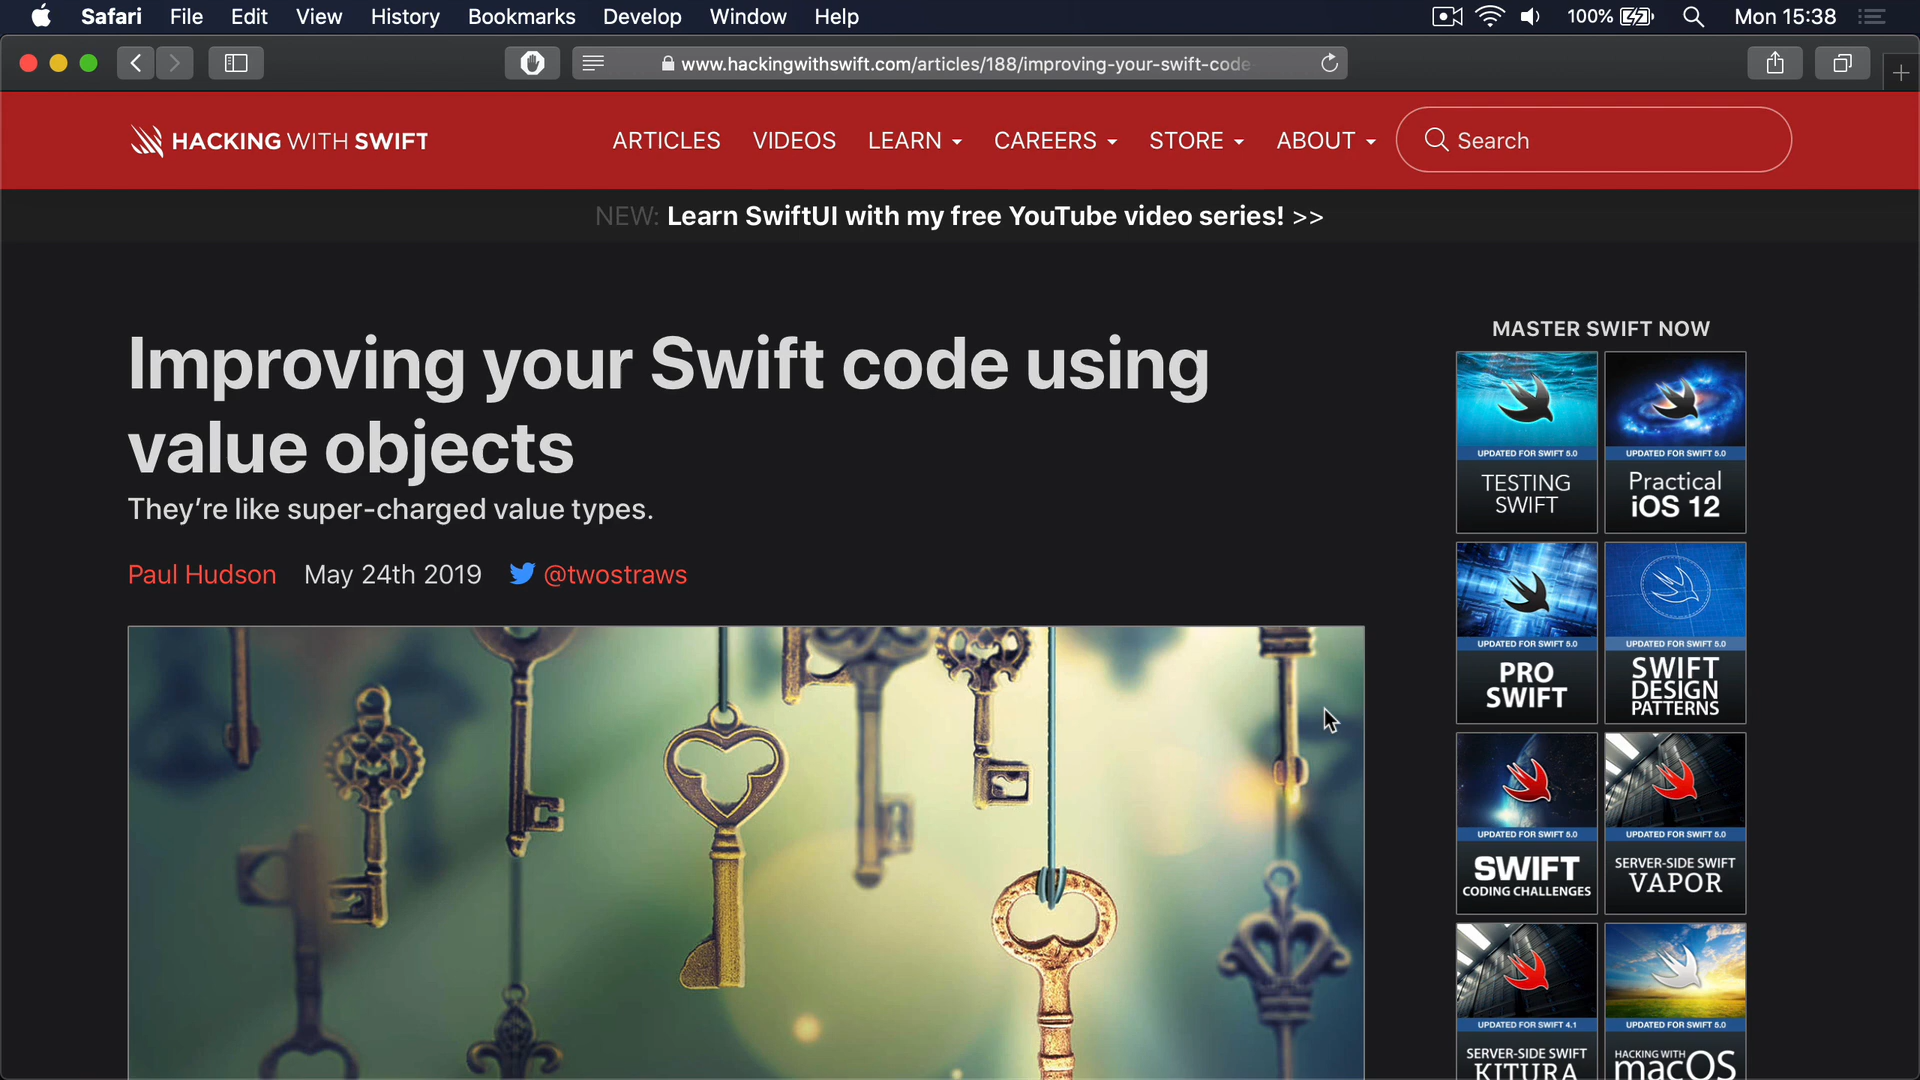 Safari File Edit View History Bookmarks Develop Window Help 100% Mon 15:38
www.hackingwithswift.com/articles/188/improving-your-swift-code-
HACKING WITH SWIFT ARTICLES VIDEOS LEARN CAREERS STORE ABOUT Search
NEW: Learn SwiftUI with my free YouTube video series! >>
Improving your Swift code using
value objects
They’re like super-charged value types.
Paul Hudson May 24th 2019 @twostraws
MASTER SWIFT NOW
UPDATED FOR SWIFT 5.0
TESTING
SWIFT
UPDATED FOR SWIFT 5.0
Practical
iOS 12
UPDATED FOR SWIFT 5.0
PRO
SWIFT
UPDATED FOR SWIFT 5.0
SWIFT
DESIGN
PATTERNS
UPDATED FOR SWIFT 5.0
SWIFT
CODING CHALLENGES
UPDATED FOR SWIFT 5.0
SERVER-SIDE SWIFT
VAPOR
UPDATED FOR SWIFT 4.1
SERVER-SIDE SWIFT
KITURA
UPDATED FOR SWIFT 5.0
HACKING WITH
macOS